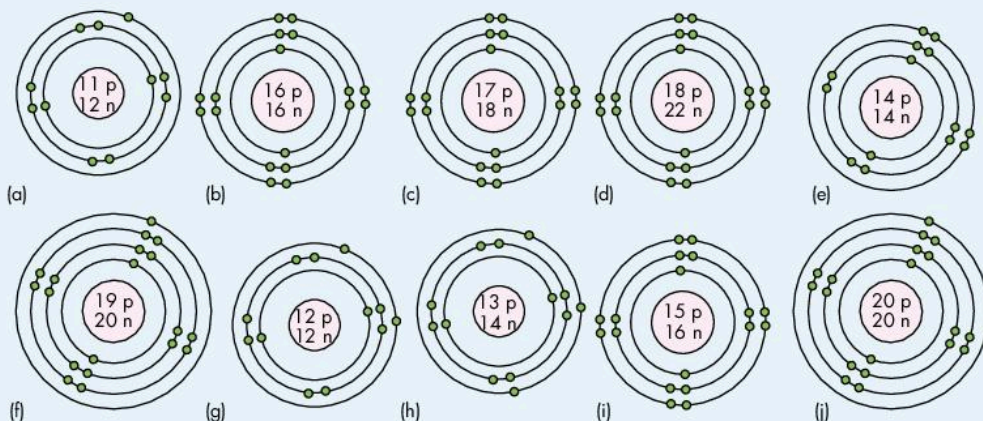 11 p
12 n
(a)
16 p
16 n
(b)
17 p
18 n
(c)
18 p
22 n
(d)
14 p
14 n
(e)
19 p
20 n
(f)
12 p
12 n
(g)
13 p
14 n
(h)
15 p
16 n
(i)
20 p
20 n
(j)